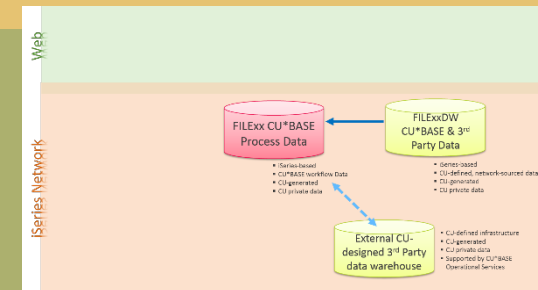 Web
iSeries Network
FILExx CU*BASE
Process Data
• iSeries-based
• CU*BASE workflow Data
• CU-generated
• CU private data
FILExxDW
CU*BASE & 3rd
Party Data
• iSeries-based
• CU-defined, network-sourced data
• CU-generated
• CU private data
External CU-
designed 3rd Party
data warehouse
• CU-defined infrastructure
• CU-generated
• CU private data
• Supported by CU*BASE
Operational Services